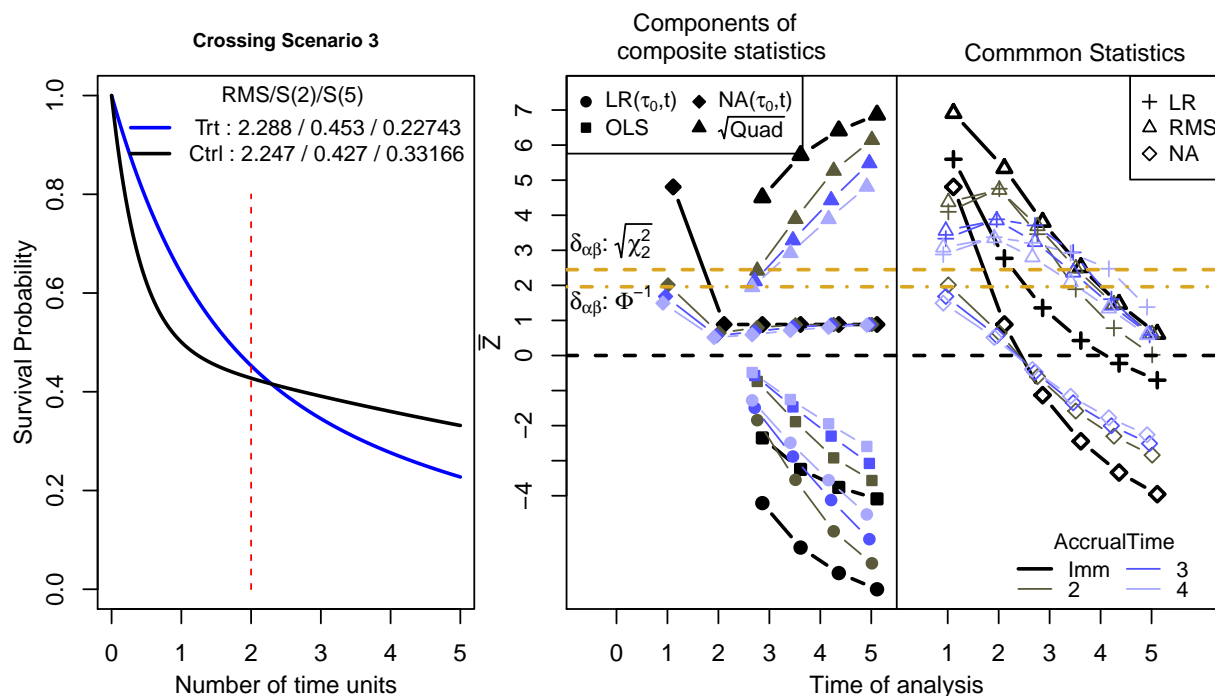 Crossing Scenario 3
RMS/S(2)/S(5)
Trt : 2.288 / 0.453 / 0.22743
Ctrl : 2.247 / 0.427 / 0.33166
Survival Probability
1.0
0.8
0.6
0.4
0.2
0.0
0 1 2 3 4 5
Number of time units
Components of
composite statistics
Commmon Statistics
LR(τ0,t) NA(τ0,t)
OLS √Quad
LR
RMS
NA
Z̅
7
6
5
4
3
2
1
0
−2
−4
δαβ: √χ₂²
δαβ: Φ⁻¹
AccrualTime
Imm 3
2 4
0 1 2 3 4 5 1 2 3 4 5
Time of analysis